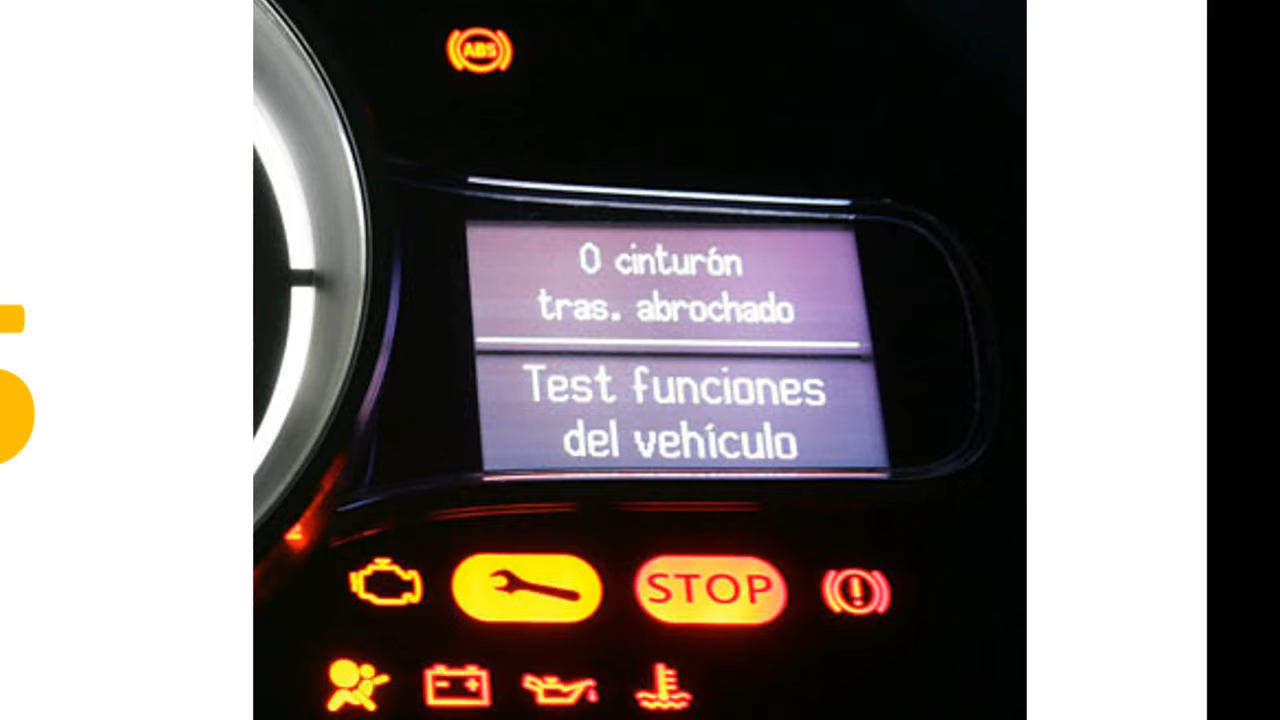 ABS
0 cinturón
tras. abrochado
Test funciones
del vehículo
STOP